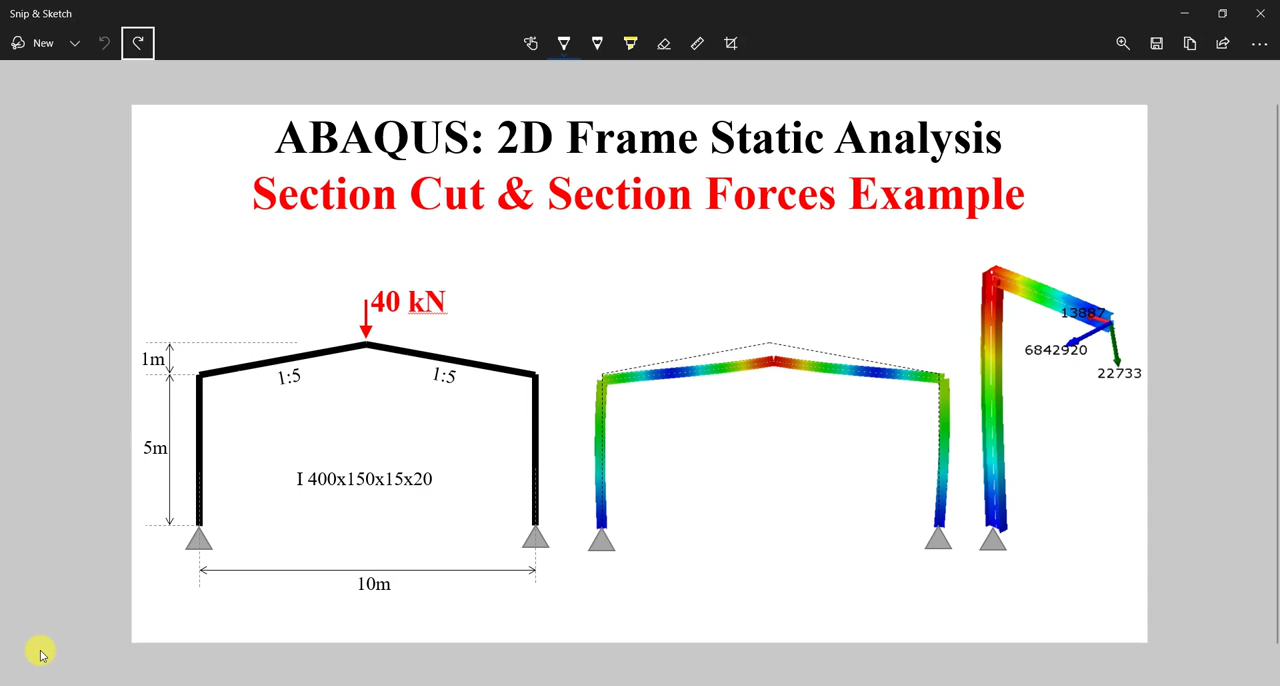 Snip & Sketch
New
ABAQUS: 2D Frame Static Analysis
Section Cut & Section Forces Example
40 kN
1m
1:5
1:5
5m
I 400x150x15x20
10m
13887
6842920
22733